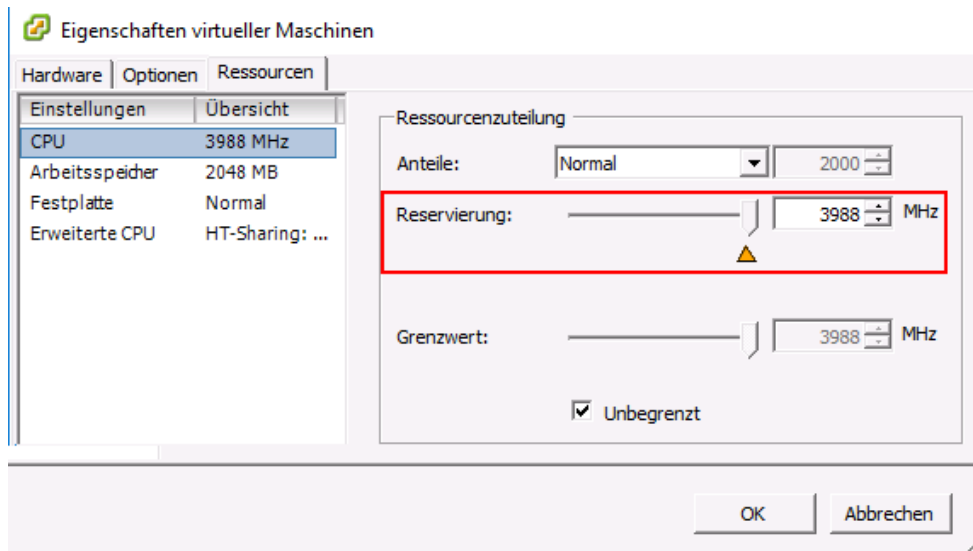 Eigenschaften virtueller Maschinen
Hardware Optionen Ressourcen
Einstellungen Übersicht
CPU 3988 MHz
Arbeitsspeicher 2048 MB
Festplatte Normal
Erweiterte CPU HT-Sharing: ...
Ressourcenzuteilung
Anteile: Normal 2000
Reservierung: 3988 MHz
Grenzwert: 3988 MHz
Unbegrenzt
OK Abbrechen